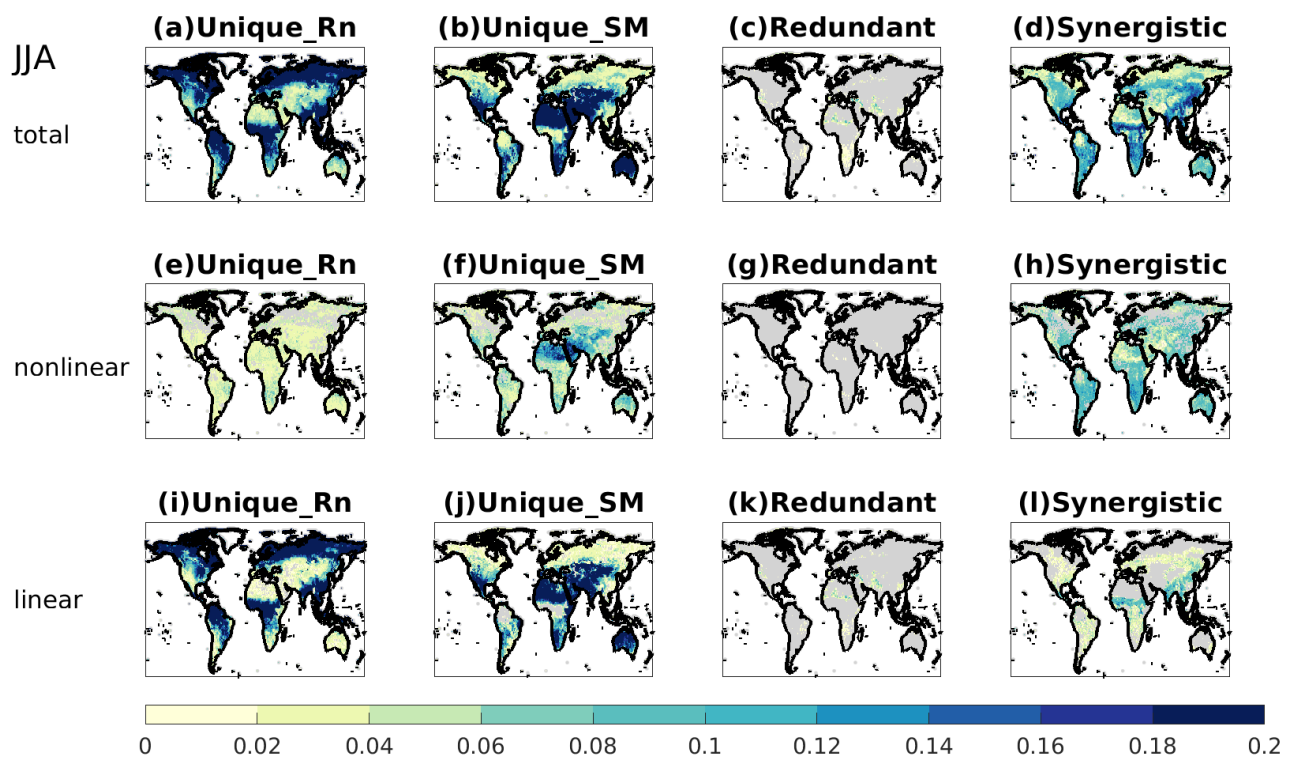 JJA
(a)Unique_Rn (b)Unique_SM (c)Redundant (d)Synergistic
total
(e)Unique_Rn (f)Unique_SM (g)Redundant (h)Synergistic
nonlinear
(i)Unique_Rn (j)Unique_SM (k)Redundant (l)Synergistic
linear
0 0.02 0.04 0.06 0.08 0.1 0.12 0.14 0.16 0.18 0.2